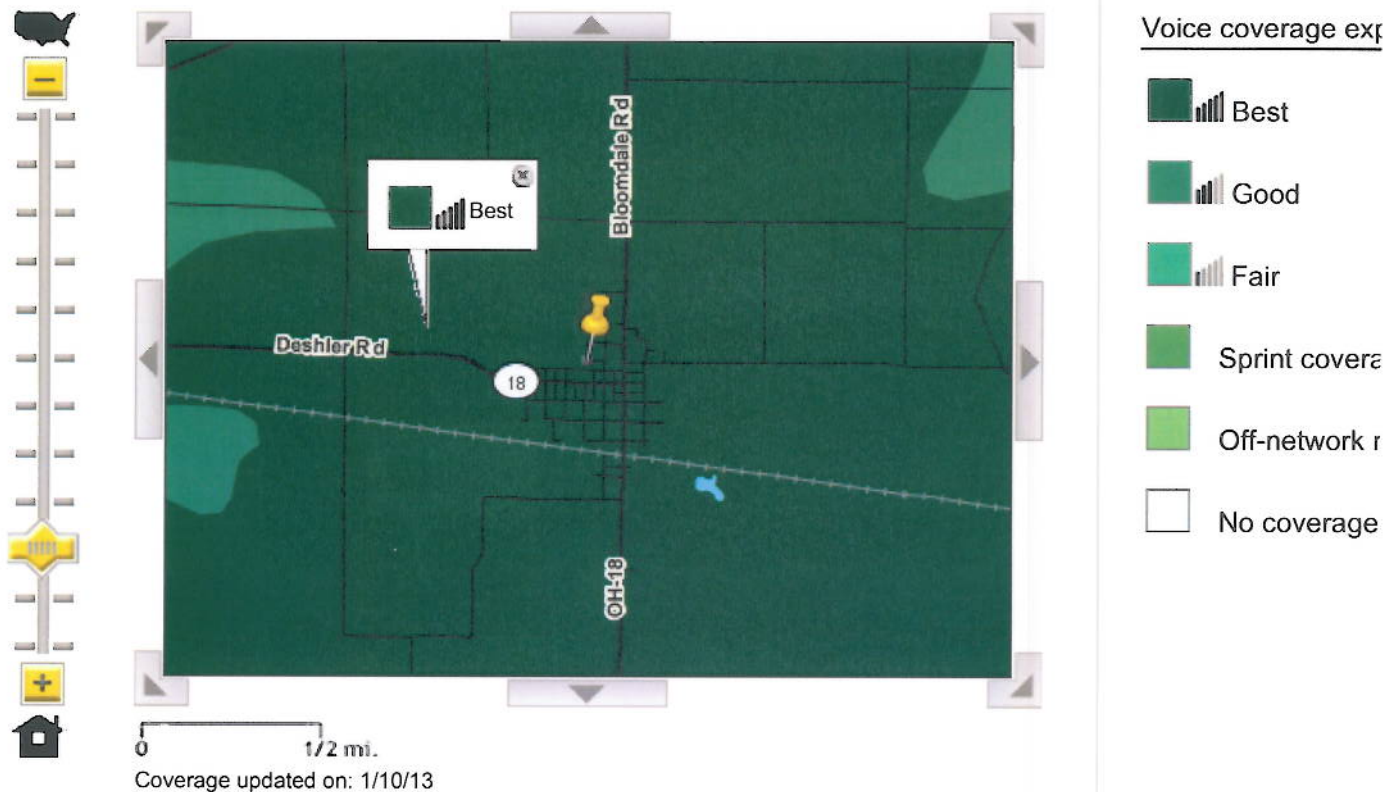 Voice coverage exp
Best
Good
Fair
Sprint covera
Off-network r
No coverage
Bloomdale Rd
Best
Deshler Rd
18
OH-18
0 1/2 mi.
Coverage updated on: 1/10/13